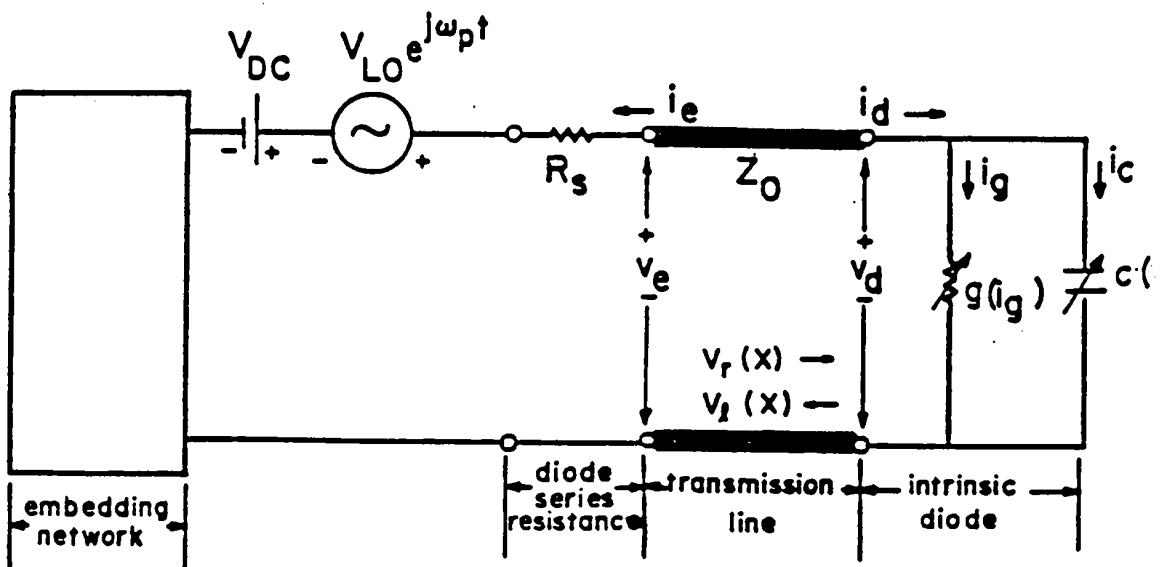 V_DC V_LO e^jω_p t
- + - ~ +
i_e i_d
R_s Z_0 i_g i_c
+ v_e - + v_d - g(i_g) c(
V_r (x) →
V_ℓ (x) ←
embedding network
diode series resistance
transmission line
intrinsic diode